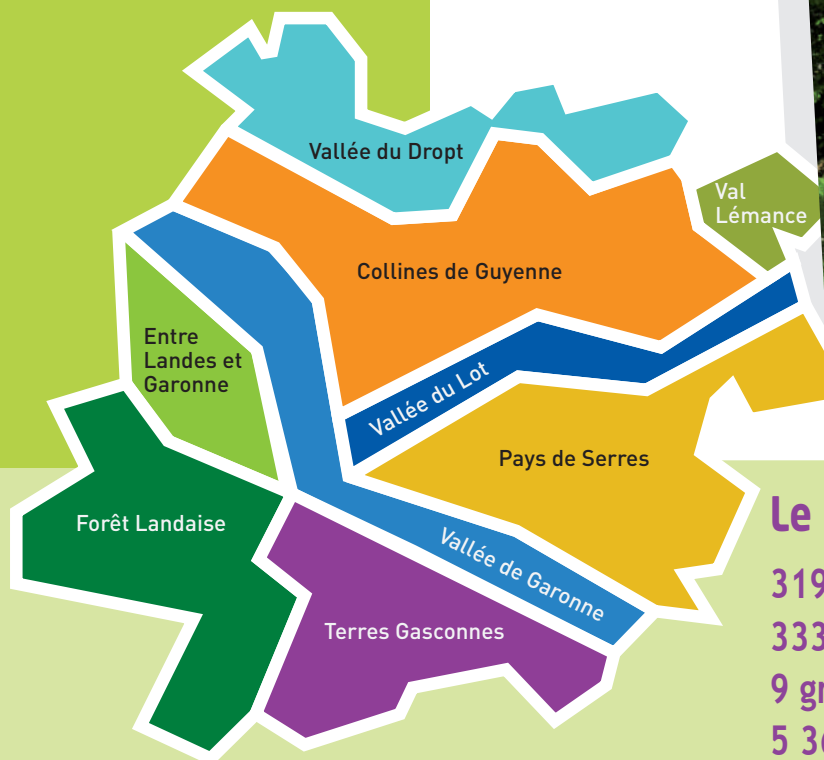 Vallée du Dropt
Val
Lémance
Collines de Guyenne
Entre
Landes et
Garonne
Vallée du Lot
Pays de Serres
Forêt Landaise
Vallée de Garonne
Terres Gasconnes
Le
319
333
9
5